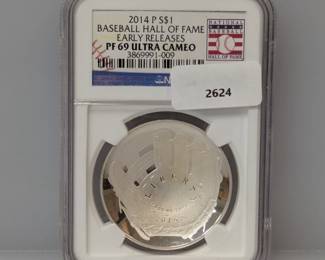 2014 P S$1
BASEBALL HALL OF FAME
EARLY RELEASES
PF 69 ULTRA CAMEO
3869991-009
NATIONAL
BASEBALL
HALL OF FAME
2624
LIBERTY